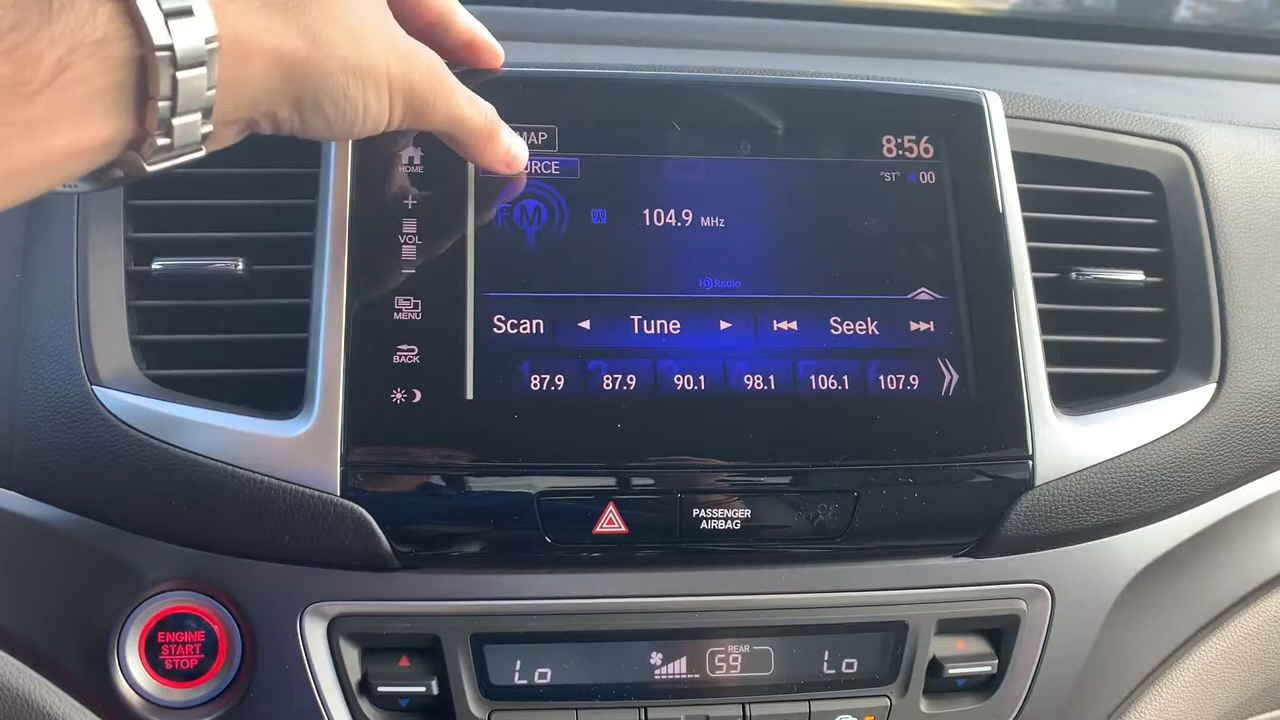 MAP
HOME
8:56
"ST" 00
FM
104.9 MHz
VOL
HD Radio
MENU
Scan Tune Seek
BACK
87.9 87.9 90.1 98.1 106.1 107.9
PASSENGER
AIRBAG
ENGINE
START
STOP
REAR
Lo 59 Lo